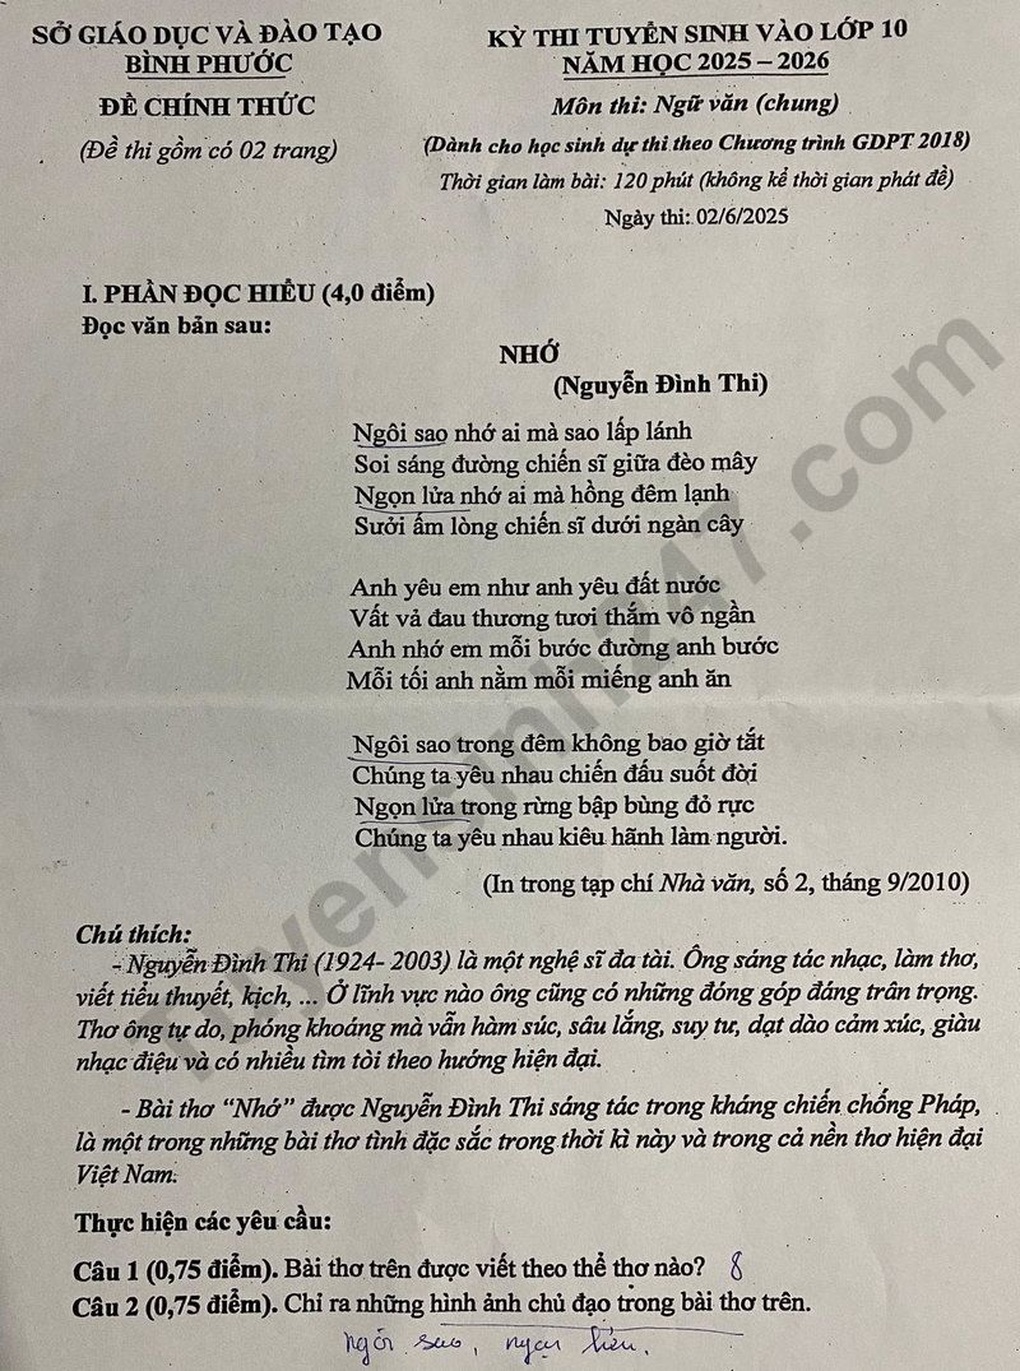 SỞ GIÁO DỤC VÀ ĐÀO TẠO
BÌNH PHƯỚC
ĐỀ CHÍNH THỨC
(Đề thi gồm có 02 trang)
KỲ THI TUYỂN SINH VÀO LỚP 10
NĂM HỌC 2025 – 2026
Môn thi: Ngữ văn (chung)
(Dành cho học sinh dự thi theo Chương trình GDPT 2018)
Thời gian làm bài: 120 phút (không kể thời gian phát đề)
Ngày thi: 02/6/2025
I. PHẦN ĐỌC HIỂU (4,0 điểm)
Đọc văn bản sau:
NHỚ
(Nguyễn Đình Thi)
Ngôi sao nhớ ai mà sao lấp lánh
Soi sáng đường chiến sĩ giữa đèo mây
Ngọn lửa nhớ ai mà hồng đêm lạnh
Sưởi ấm lòng chiến sĩ dưới ngàn cây
Anh yêu em như anh yêu đất nước
Vất vả đau thương tươi thắm vô ngần
Anh nhớ em mỗi bước đường anh bước
Mỗi tối anh nằm mỗi miếng anh ăn
Ngôi sao trong đêm không bao giờ tắt
Chúng ta yêu nhau chiến đấu suốt đời
Ngọn lửa trong rừng bập bùng đỏ rực
Chúng ta yêu nhau kiêu hãnh làm người.
(In trong tạp chí Nhà văn, số 2, tháng 9/2010)
Chú thích:
- Nguyễn Đình Thi (1924- 2003) là một nghệ sĩ đa tài. Ông sáng tác nhạc, làm thơ,
viết tiểu thuyết, kịch, ... Ở lĩnh vực nào ông cũng có những đóng góp đáng trân trọng.
Thơ ông tự do, phóng khoáng mà vẫn hàm súc, sâu lắng, suy tư, dạt dào cảm xúc, giàu
nhạc điệu và có nhiều tìm tòi theo hướng hiện đại.
- Bài thơ “Nhớ” được Nguyễn Đình Thi sáng tác trong kháng chiến chống Pháp,
là một trong những bài thơ tình đặc sắc trong thời kì này và trong cả nền thơ hiện đại
Việt Nam.
Thực hiện các yêu cầu:
Câu 1 (0,75 điểm). Bài thơ trên được viết theo thể thơ nào? 8
Câu 2 (0,75 điểm). Chỉ ra những hình ảnh chủ đạo trong bài thơ trên.
ngôi sao, ngọn lửa.
Tuyensinh247.com